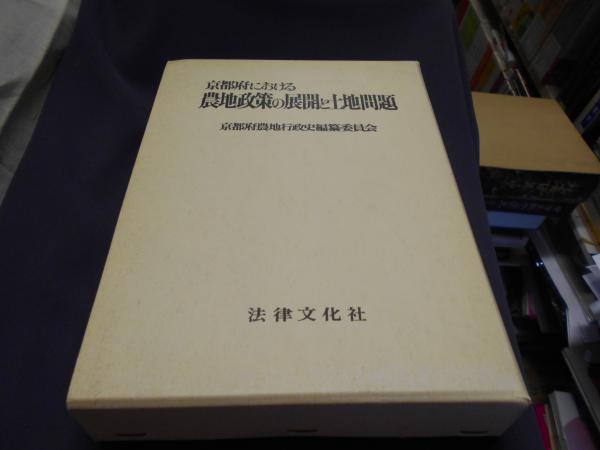 京都府における
農地政策の展開と土地問題
京都府農地行政史編纂委員会
法律文化社